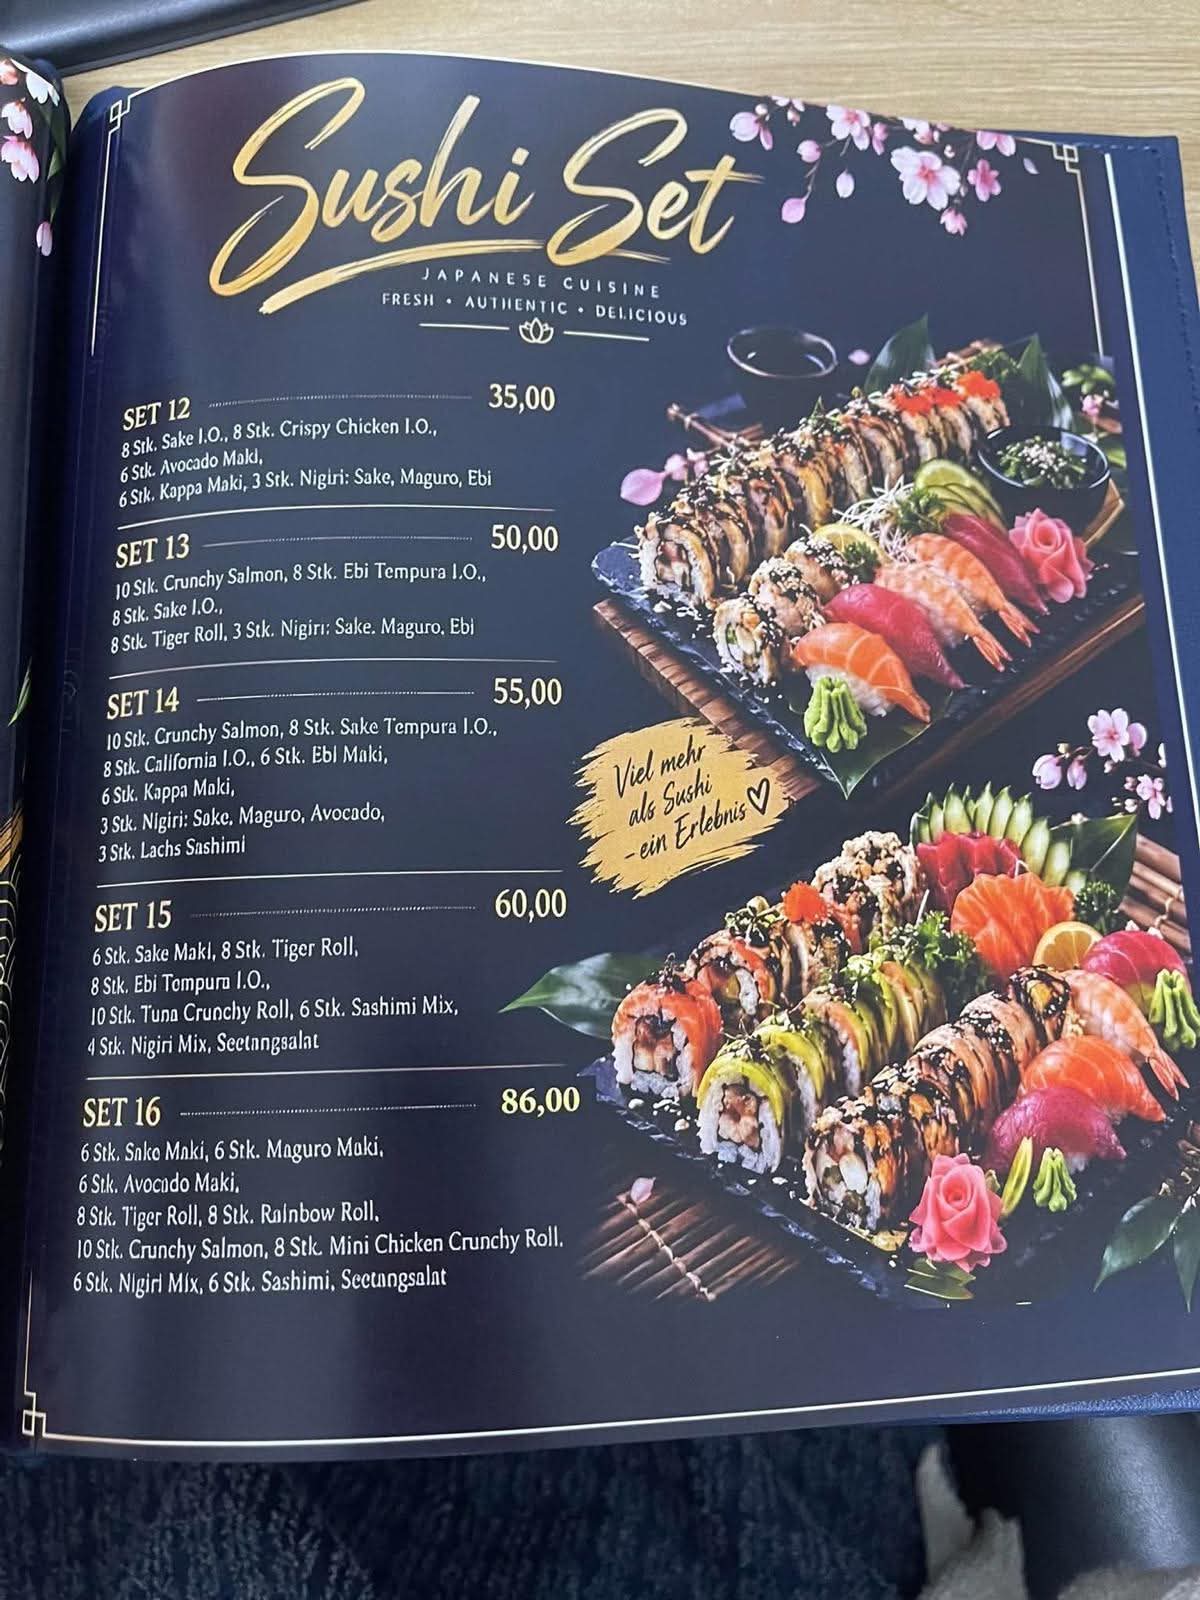 Sushi Set
JAPANESE CUISINE
FRESH • AUTHENTIC • DELICIOUS
SET 12 35,00
8 Stk. Sake I.O., 8 Stk. Crispy Chicken I.O.,
6 Stk. Avocado Maki,
6 Stk. Kappa Maki, 3 Stk. Nigiri: Sake, Maguro, Ebi
SET 13 50,00
10 Stk. Crunchy Salmon, 8 Stk. Ebi Tempura I.O.,
8 Stk. Sake I.O.,
8 Stk. Tiger Roll, 3 Stk. Nigiri: Sake. Maguro, Ebi
SET 14 55,00
10 Stk. Crunchy Salmon, 8 Stk. Sake Tempura I.O.,
8 Stk. California I.O., 6 Stk. Ebi Maki,
6 Stk. Kappa Maki,
3 Stk. Nigiri: Sake, Maguro, Avocado,
3 Stk. Lachs Sashimi
SET 15 60,00
6 Stk. Sake Maki, 8 Stk. Tiger Roll,
8 Stk. Ebi Tempura I.O.,
10 Stk. Tuna Crunchy Roll, 6 Stk. Sashimi Mix,
4 Stk. Nigiri Mix, Seetangsalat
SET 16 86,00
6 Stk. Sake Maki, 6 Stk. Maguro Maki,
6 Stk. Avocado Maki,
8 Stk. Tiger Roll, 8 Stk. Rainbow Roll,
10 Stk. Crunchy Salmon, 8 Stk. Mini Chicken Crunchy Roll,
6 Stk. Nigiri Mix, 6 Stk. Sashimi, Seetangsalat
Viel mehr
als Sushi
- ein Erlebnis